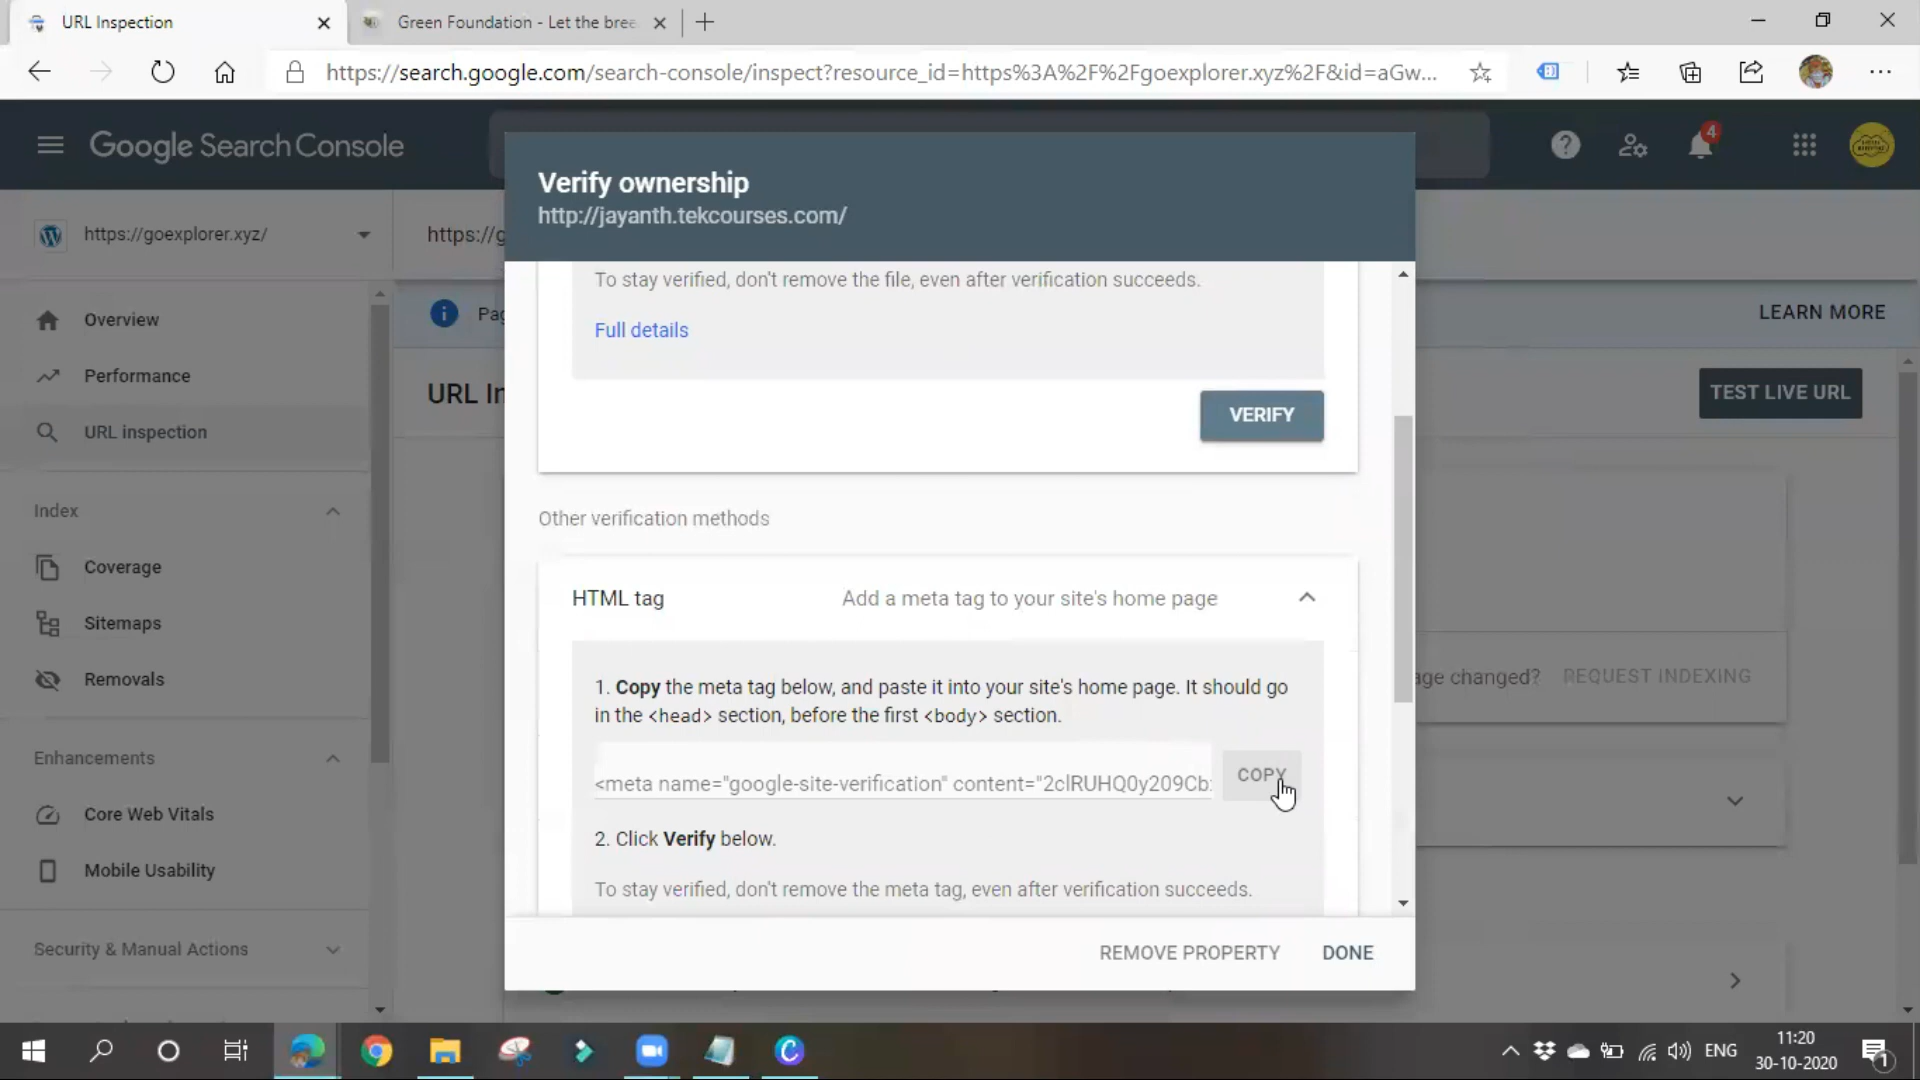 URL Inspection
Green Foundation - Let the bree
https://search.google.com/search-console/inspect?resource_id=https%3A%2F%2Fgoexplorer.xyz%2F&id=aGw...
Google Search Console
4
Verify ownership
http://jayanth.tekcourses.com/
https://goexplorer.xyz/
https://g
Overview
Performance
URL inspection
Index
Coverage
Sitemaps
Removals
Enhancements
Core Web Vitals
Mobile Usability
Security & Manual Actions
Pag
LEARN MORE
URL In
TEST LIVE URL
To stay verified, don't remove the file, even after verification succeeds.
Full details
VERIFY
Other verification methods
HTML tag
Add a meta tag to your site's home page
1. Copy the meta tag below, and paste it into your site's home page. It should go
in the <head> section, before the first <body> section.
<meta name="google-site-verification" content="2clRUHQ0y209Cb
COPY
2. Click Verify below.
To stay verified, don't remove the meta tag, even after verification succeeds.
age changed?
REQUEST INDEXING
REMOVE PROPERTY
DONE
ENG
11:20
30-10-2020
1